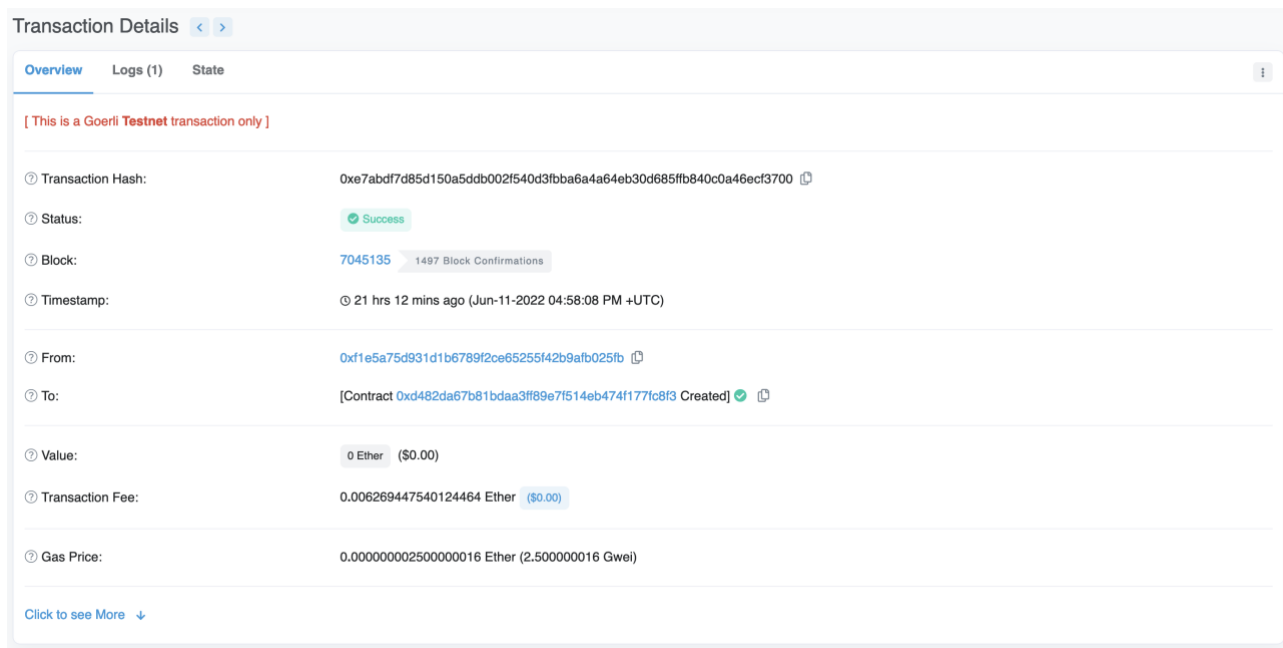 Transaction Details < >
Overview Logs (1) State
[ This is a Goerli Testnet transaction only ]
Transaction Hash: 0xe7abdf7d85d150a5ddb002f540d3fbba6a4a64eb30d685ffb840c0a46ecf3700
Status: Success
Block: 7045135 1497 Block Confirmations
Timestamp: 21 hrs 12 mins ago (Jun-11-2022 04:58:08 PM +UTC)
From: 0xf1e5a75d931d1b6789f2ce65255f42b9afb025fb
To: [Contract 0xd482da67b81bdaa3ff89e7f514eb474f177fc8f3 Created]
Value: 0 Ether ($0.00)
Transaction Fee: 0.006269447540124464 Ether ($0.00)
Gas Price: 0.000000002500000016 Ether (2.500000016 Gwei)
Click to see More